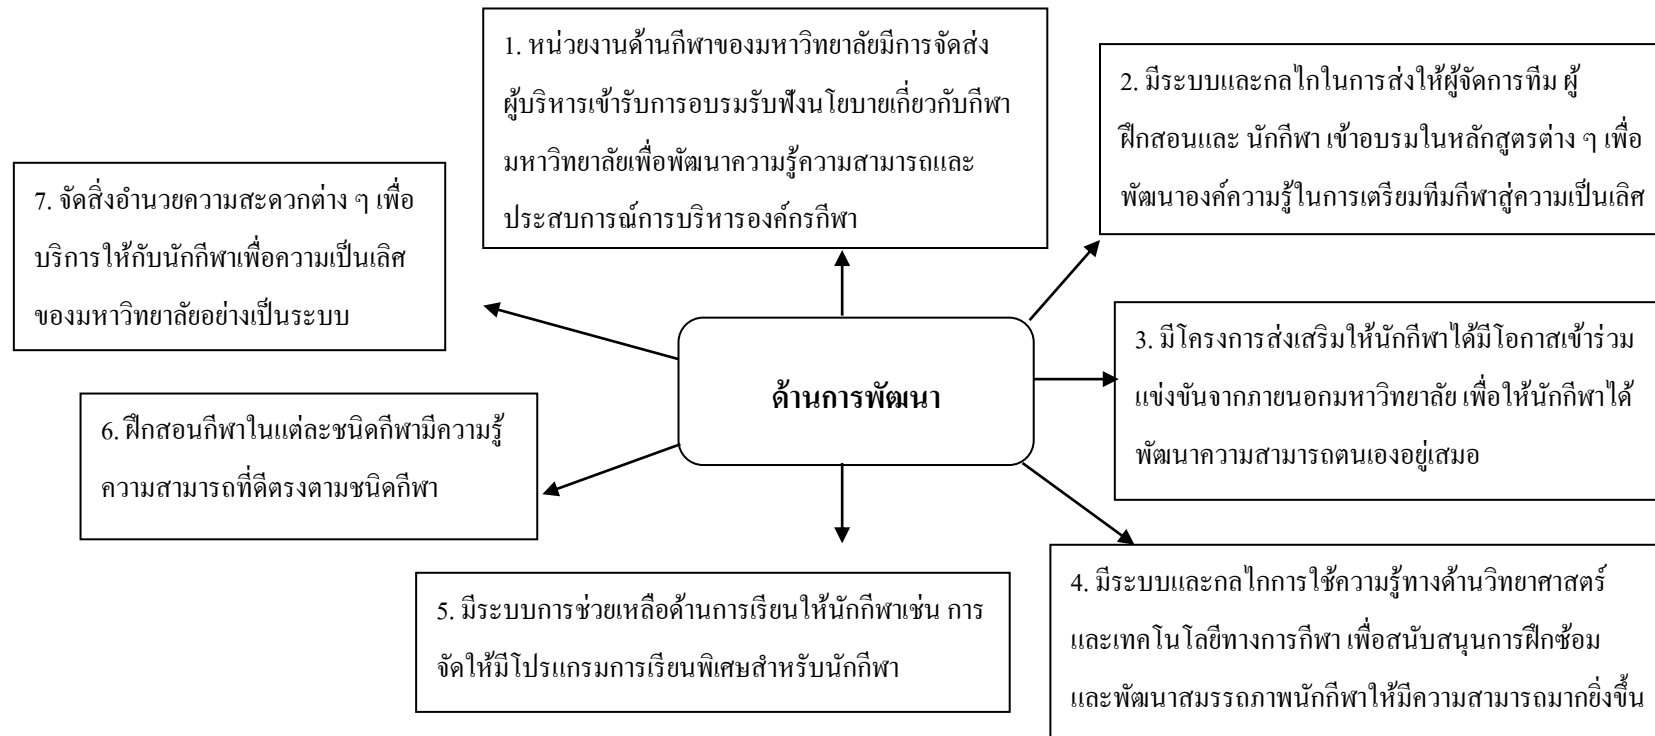 1. หน่วยงานด้านกีฬาของมหาวิทยาลัยมีการจัดส่ง
ผู้บริหารเข้ารับการอบรมรับฟังนโยบายเกี่ยวกับกีฬา
มหาวิทยาลัยเพื่อพัฒนาความรู้ความสามารถและ
ประสบการณ์การบริหารองค์กรกีฬา
2. มีระบบและกลไกในการส่งให้ผู้จัดการทีม ผู้
ฝึกสอนและ นักกีฬา เข้าอบรมในหลักสูตรต่าง ๆ เพื่อ
พัฒนาองค์ความรู้ในการเตรียมทีมกีฬาสู่ความเป็นเลิศ
3. มีโครงการส่งเสริมให้นักกีฬาได้มีโอกาสเข้าร่วม
แข่งขันจากภายนอกมหาวิทยาลัย เพื่อให้นักกีฬาได้
พัฒนาความสามารถตนเองอยู่เสมอ
4. มีระบบและกลไกการใช้ความรู้ทางด้านวิทยาศาสตร์
และเทคโนโลยีทางการกีฬา เพื่อสนับสนุนการฝึกซ้อม
และพัฒนาสมรรถภาพนักกีฬาให้มีความสามารถมากยิ่งขึ้น
5. มีระบบการช่วยเหลือด้านการเรียนให้นักกีฬาเช่น การ
จัดให้มีโปรแกรมการเรียนพิเศษสำหรับนักกีฬา
6. ฝึกสอนกีฬาในแต่ละชนิดกีฬามีความรู้
ความสามารถที่ดีตรงตามชนิดกีฬา
7. จัดสิ่งอำนวยความสะดวกต่าง ๆ เพื่อ
บริการให้กับนักกีฬาเพื่อความเป็นเลิศ
ของมหาวิทยาลัยอย่างเป็นระบบ
ด้านการพัฒนา